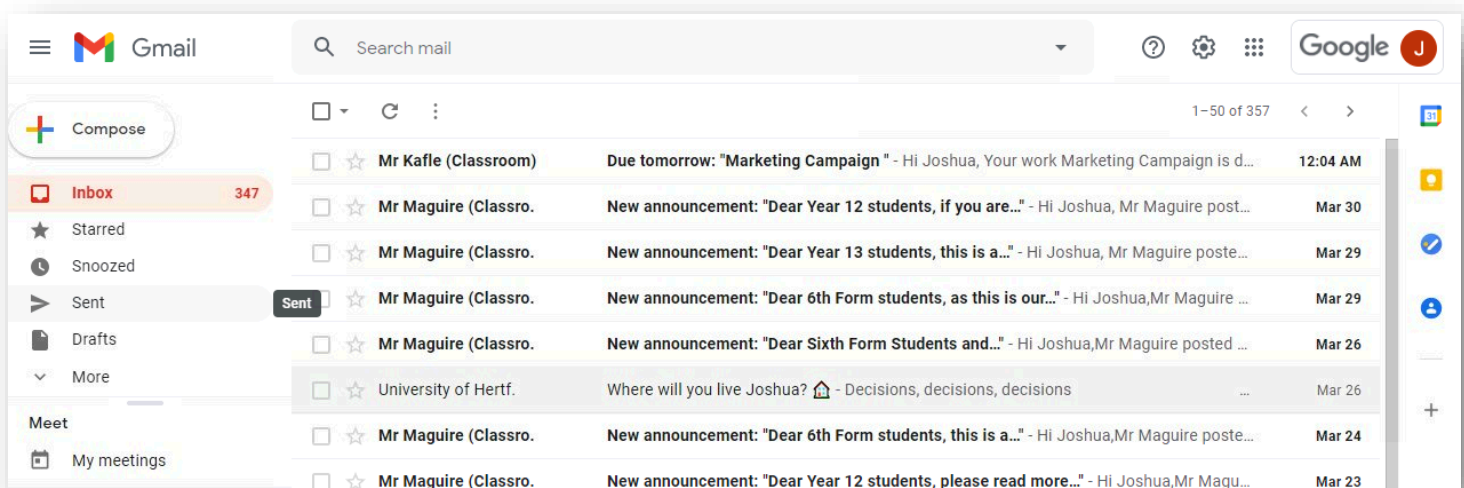 Gmail
Search mail
Google J
Compose
1–50 of 357
31
Mr Kafle (Classroom) Due tomorrow: "Marketing Campaign " - Hi Joshua, Your work Marketing Campaign is d... 12:04 AM
Inbox 347
Mr Maguire (Classro. New announcement: "Dear Year 12 students, if you are…" - Hi Joshua, Mr Maguire post... Mar 30
Starred
Mr Maguire (Classro. New announcement: "Dear Year 13 students, this is a…" - Hi Joshua, Mr Maguire poste... Mar 29
Snoozed
Sent Sent
Mr Maguire (Classro. New announcement: "Dear 6th Form students, as this is our…" - Hi Joshua,Mr Maguire ... Mar 29
Drafts
Mr Maguire (Classro. New announcement: "Dear Sixth Form Students and…" - Hi Joshua,Mr Maguire posted ... Mar 26
More
University of Hertf. Where will you live Joshua? 🏠 - Decisions, decisions, decisions ... Mar 26
Meet
Mr Maguire (Classro. New announcement: "Dear 6th Form students, this is a…" - Hi Joshua,Mr Maguire poste... Mar 24
My meetings
Mr Maguire (Classro. New announcement: "Dear Year 12 students, please read more…" - Hi Joshua,Mr Magu... Mar 23